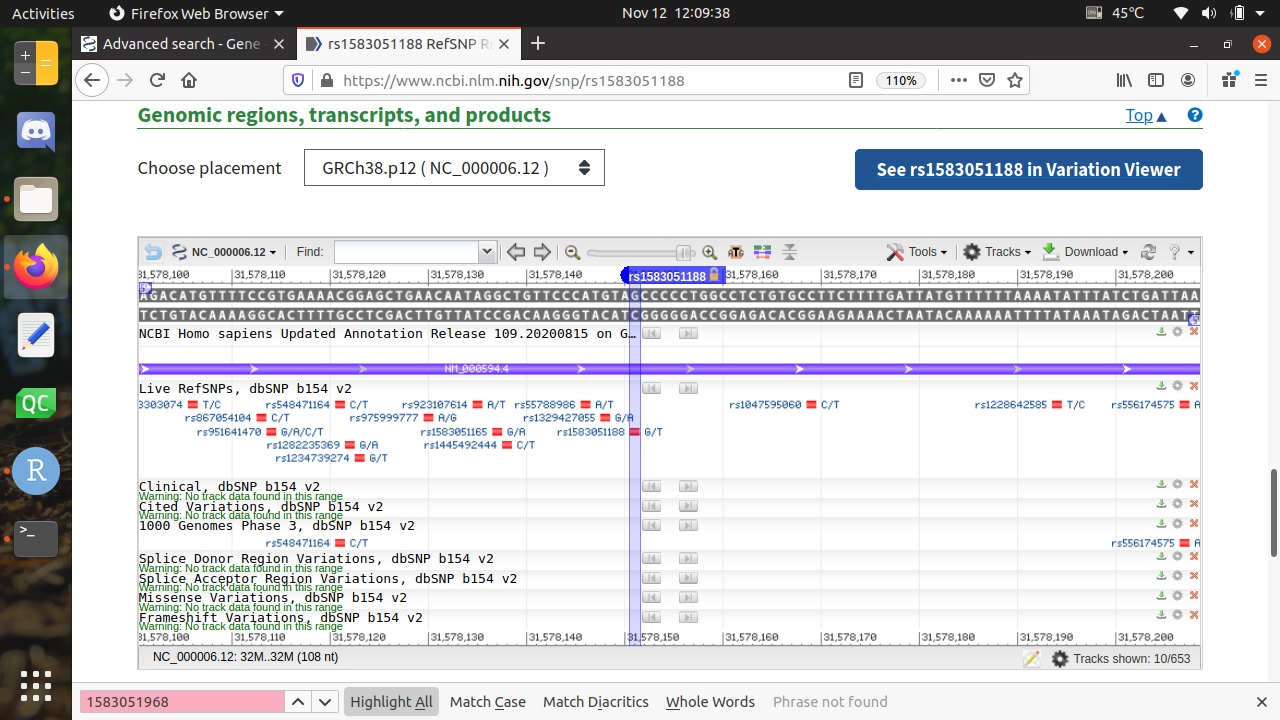 Activities
Firefox Web Browser
Nov 12 12:09:38
45°C
Advanced search - Gene
rs1583051188 RefSNP R
https://www.ncbi.nlm.nih.gov/snp/rs1583051188
110%
Genomic regions, transcripts, and products
Top
Choose placement
GRCh38.p12 ( NC_000006.12 )
See rs1583051188 in Variation Viewer
NC_000006.12
Find:
ATG
Tools
Tracks
Download
31,578,100 31,578,110 31,578,120 31,578,130 31,578,140 rs1583051188 31,578,160 31,578,170 31,578,180 31,578,190 31,578,200
AGACATGTTTTCCGTGAAAACGGAGCTGAACAATAGGCTGTTCCCATGTAGCCCCCTGGCCTCTGTGCCTTCTTTTGATTATGTTTTTTAAAATATTTATCTGATTAA
TCTGTACAAAAGGCACTTTTGCCTCGACTTGTTATCCGACAAGGGTACATCGGGGGACCGGAGACACGGAAGAAAACTAATACAAAAAATTTTATAAATAGACTAATT
NCBI Homo sapiens Updated Annotation Release 109.20200815 on G…
NM_000594.4
Live RefSNPs, dbSNP b154 v2
3303074 T/C rs548471164 C/T rs923107614 A/T rs55788986 A/T rs1047595060 C/T rs1228642585 T/C rs556174575 A
rs867054104 C/T rs975999777 A/G rs1329427055 G/A
rs951641470 G/A/C/T rs1583051165 G/A rs1583051188 G/T
rs1282235369 G/A rs1445492444 C/T
rs1234739274 G/T
Clinical, dbSNP b154 v2
Warning: No track data found in this range
Cited Variations, dbSNP b154 v2
Warning: No track data found in this range
1000 Genomes Phase 3, dbSNP b154 v2
rs548471164 C/T rs556174575 A
Splice Donor Region Variations, dbSNP b154 v2
Warning: No track data found in this range
Splice Acceptor Region Variations, dbSNP b154 v2
Warning: No track data found in this range
Missense Variations, dbSNP b154 v2
Warning: No track data found in this range
Frameshift Variations, dbSNP b154 v2
Warning: No track data found in this range
31,578,100 31,578,110 31,578,120 31,578,130 31,578,140 31,578,150 31,578,160 31,578,170 31,578,180 31,578,190 31,578,200
NC_000006.12: 32M..32M (108 nt)
Tracks shown: 10/653
1583051968
Highlight All
Match Case
Match Diacritics
Whole Words
Phrase not found
QC
R
>_